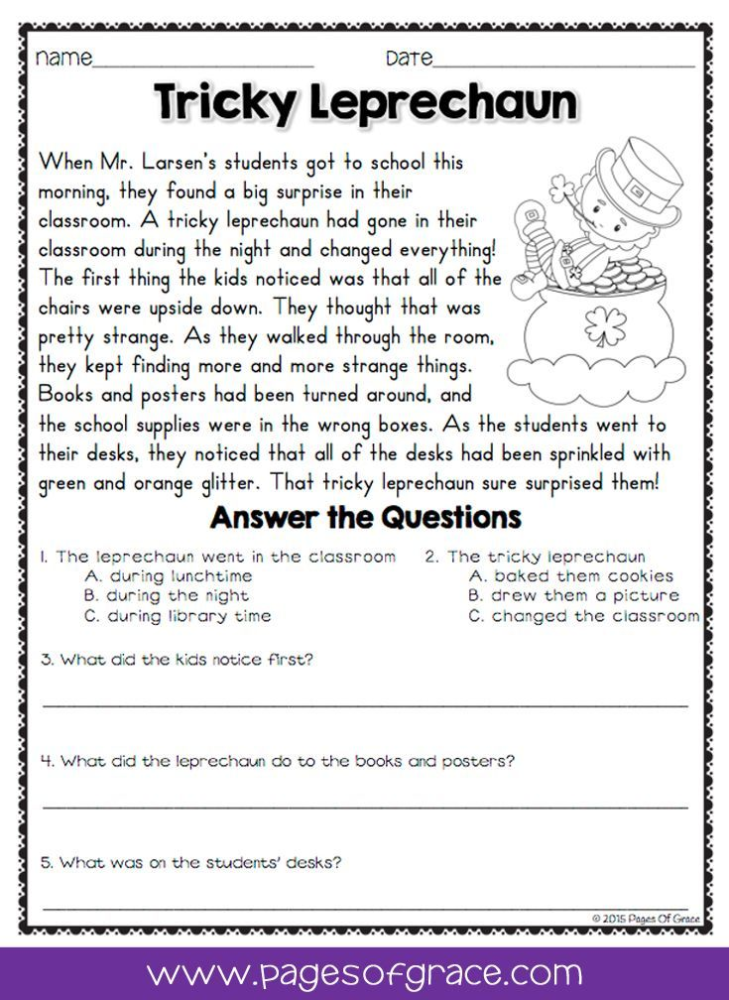 Name____________________ Date________________________
Tricky Leprechaun
When Mr. Larsen's students got to school this
morning, they found a big surprise in their
classroom. A tricky leprechaun had gone in their
classroom during the night and changed everything!
The first thing the kids noticed was that all of the
chairs were upside down. They thought that was
pretty strange. As they walked through the room,
they kept finding more and more strange things.
Books and posters had been turned around, and
the school supplies were in the wrong boxes. As the students went to
their desks, they noticed that all of the desks had been sprinkled with
green and orange glitter. That tricky leprechaun sure surprised them!
Answer the Questions
1. The leprechaun went in the classroom
A. during lunchtime
B. during the night
C. during library time
2. The tricky leprechaun
A. baked them cookies
B. drew them a picture
C. changed the classroom
3. What did the kids notice first?
4. What did the leprechaun do to the books and posters?
5. What was on the students' desks?
© 2015 Pages Of Grace
www.pagesofgrace.com